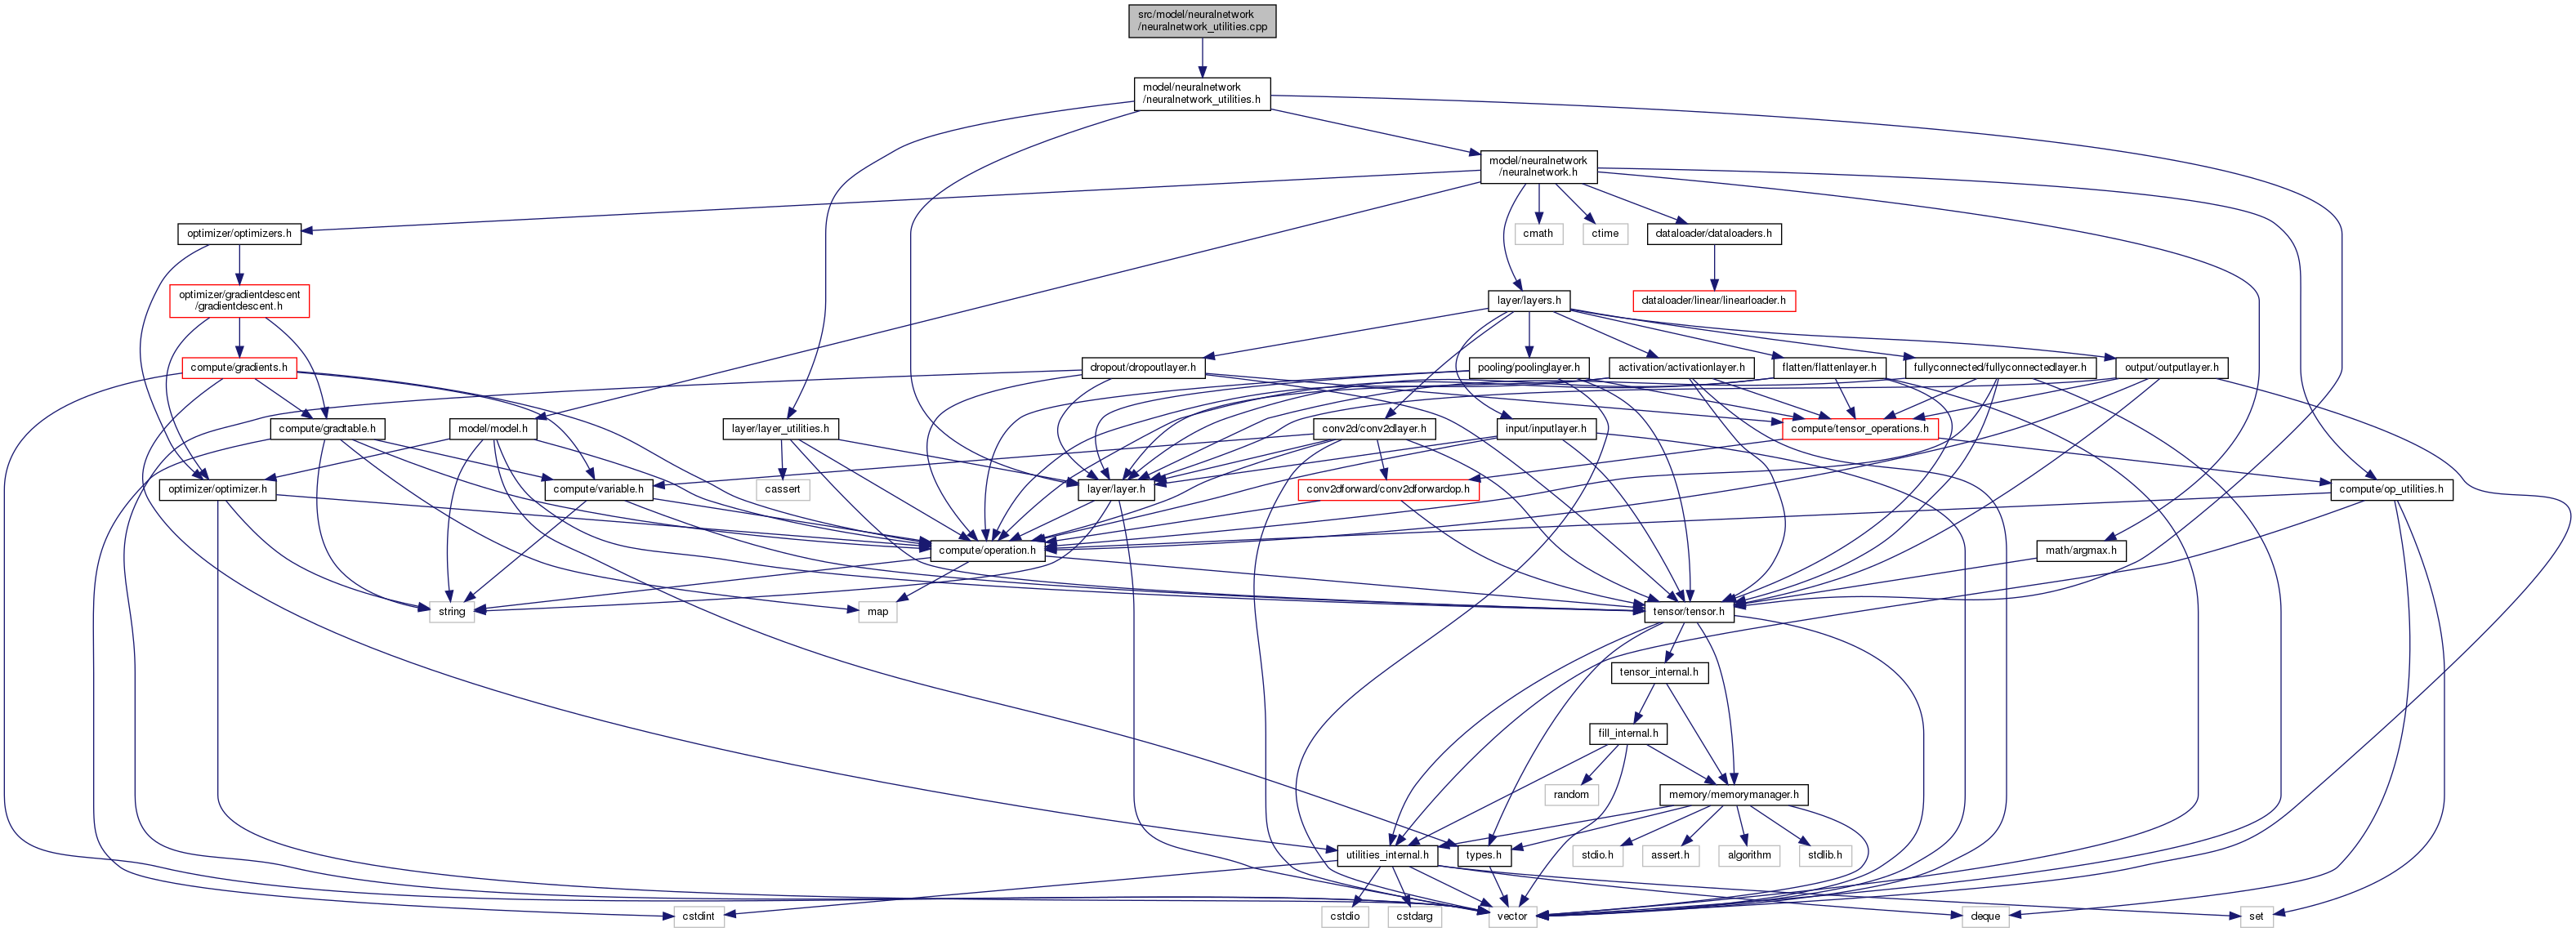 src/model/neuralnetwork
/neuralnetwork_utilities.cpp
model/neuralnetwork
/neuralnetwork_utilities.h
model/neuralnetwork
/neuralnetwork.h
optimizer/optimizers.h
cmath
ctime
dataloader/dataloaders.h
optimizer/gradientdescent
/gradientdescent.h
layer/layers.h
dataloader/linear/linearloader.h
compute/gradients.h
dropout/dropoutlayer.h
pooling/poolinglayer.h
activation/activationlayer.h
flatten/flattenlayer.h
fullyconnected/fullyconnectedlayer.h
output/outputlayer.h
compute/gradtable.h
model/model.h
layer/layer_utilities.h
conv2d/conv2dlayer.h
input/inputlayer.h
compute/tensor_operations.h
optimizer/optimizer.h
compute/variable.h
cassert
layer/layer.h
conv2dforward/conv2dforwardop.h
compute/op_utilities.h
compute/operation.h
math/argmax.h
string
map
tensor/tensor.h
tensor_internal.h
fill_internal.h
random
memory/memorymanager.h
utilities_internal.h
types.h
stdio.h
assert.h
algorithm
stdlib.h
cstdint
cstdio
cstdarg
vector
deque
set